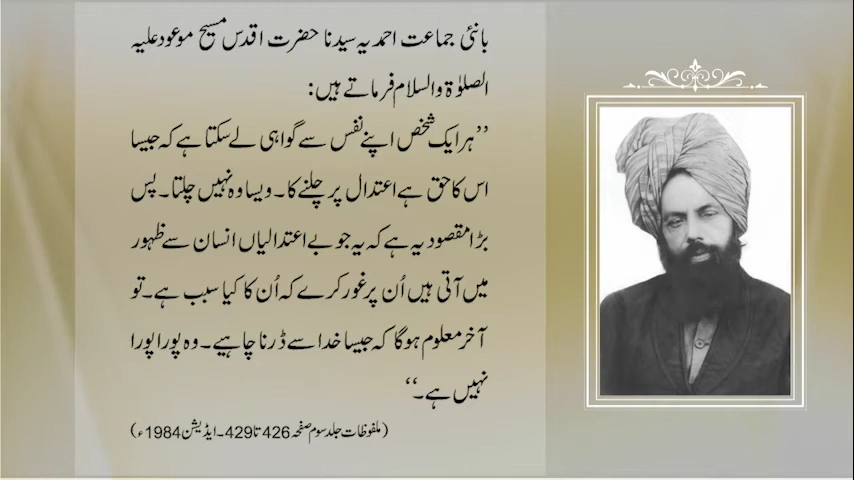 بانئی جماعت احمدیہ سیدنا حضرت اقدس مسیح موعود علیہ
الصلوٰۃ والسلام فرماتے ہیں:
’’ہر ایک شخص اپنے نفس سے گواہی لے سکتا ہے کہ جیسا
اس کا حق ہے اعتدال پر چلنے کا۔ ویسا وہ نہیں چلتا۔ پس
بڑا مقصود یہ ہے کہ یہ جو بے اعتدالیاں انسان سے ظہور
میں آتی ہیں اُن پر غور کرے کہ اُن کا کیا سبب ہے۔ تو
آخر معلوم ہوگا کہ جیسا خدا سے ڈرنا چاہیے۔ وہ پورا پورا
نہیں ہے۔‘‘
(ملفوظات جلد سوم صفحہ 426 تا 429۔ ایڈیشن 1984ء)